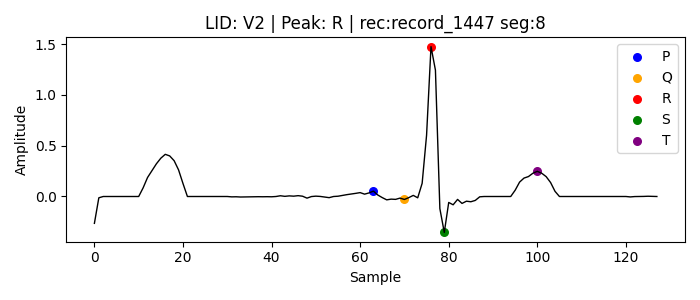 LID: V2 | Peak: R | rec:record_1447 seg:8
Amplitude
1.5
1.0
0.5
0.0
P
Q
R
S
T
0
20
40
60
80
100
120
Sample